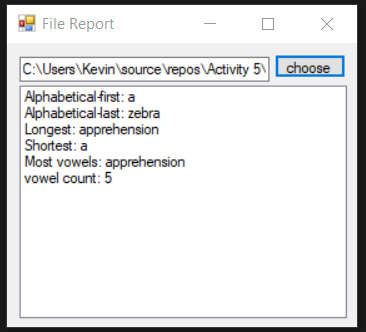 File Report
C:\Users\Kevin\source\repos\Activity 5\
choose
Alphabetical-first: a
Alphabetical-last: zebra
Longest: apprehension
Shortest: a
Most vowels: apprehension
vowel count: 5